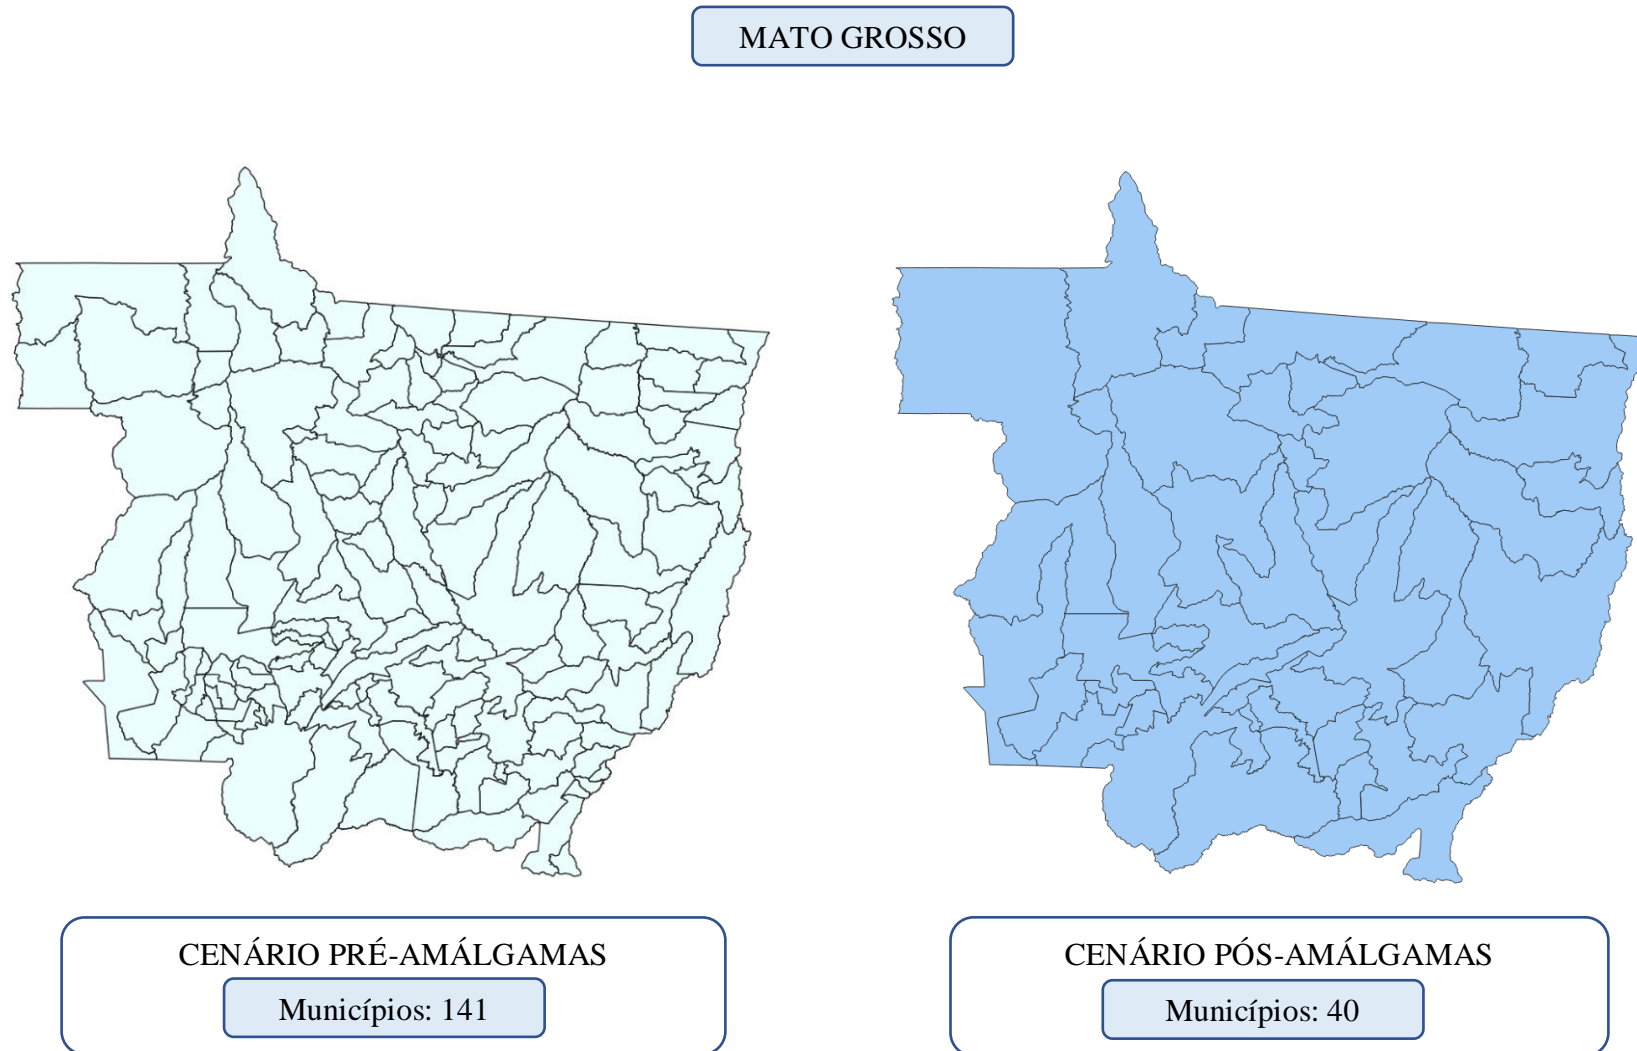 MATO GROSSO
CENÁRIO PRÉ-AMÁLGAMAS
Municípios: 141
CENÁRIO PÓS-AMÁLGAMAS
Municípios: 40